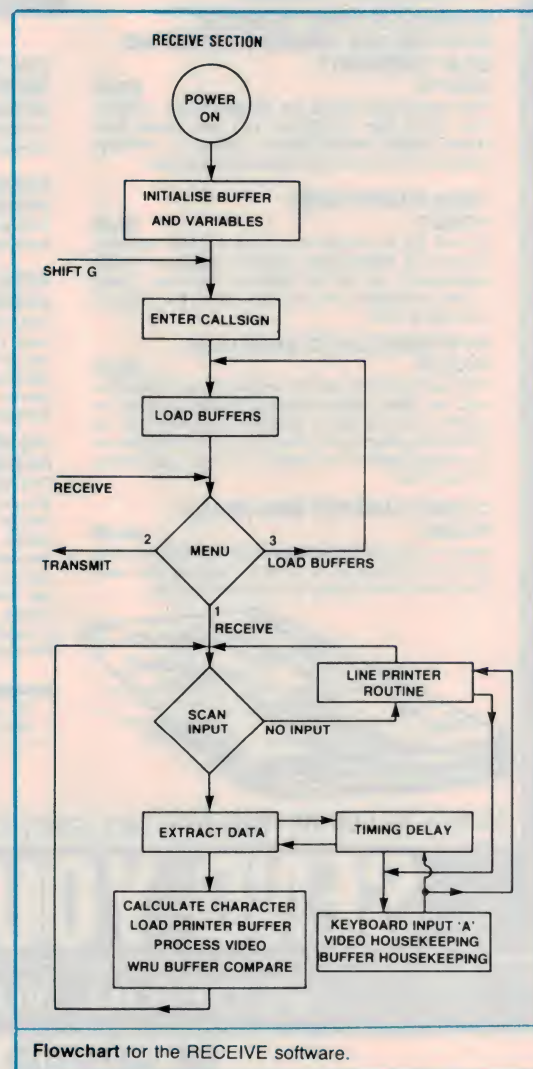 RECEIVE SECTION
POWER
ON
INITIALISE BUFFER
AND VARIABLES
SHIFT G
ENTER CALLSIGN
LOAD BUFFERS
RECEIVE
2
MENU
3
TRANSMIT
LOAD BUFFERS
1
RECEIVE
LINE PRINTER
ROUTINE
SCAN
INPUT
NO INPUT
EXTRACT DATA
TIMING DELAY
CALCULATE CHARACTER
LOAD PRINTER BUFFER
PROCESS VIDEO
WRU BUFFER COMPARE
KEYBOARD INPUT 'A'
VIDEO HOUSEKEEPING
BUFFER HOUSEKEEPING
Flowchart for the RECEIVE software.